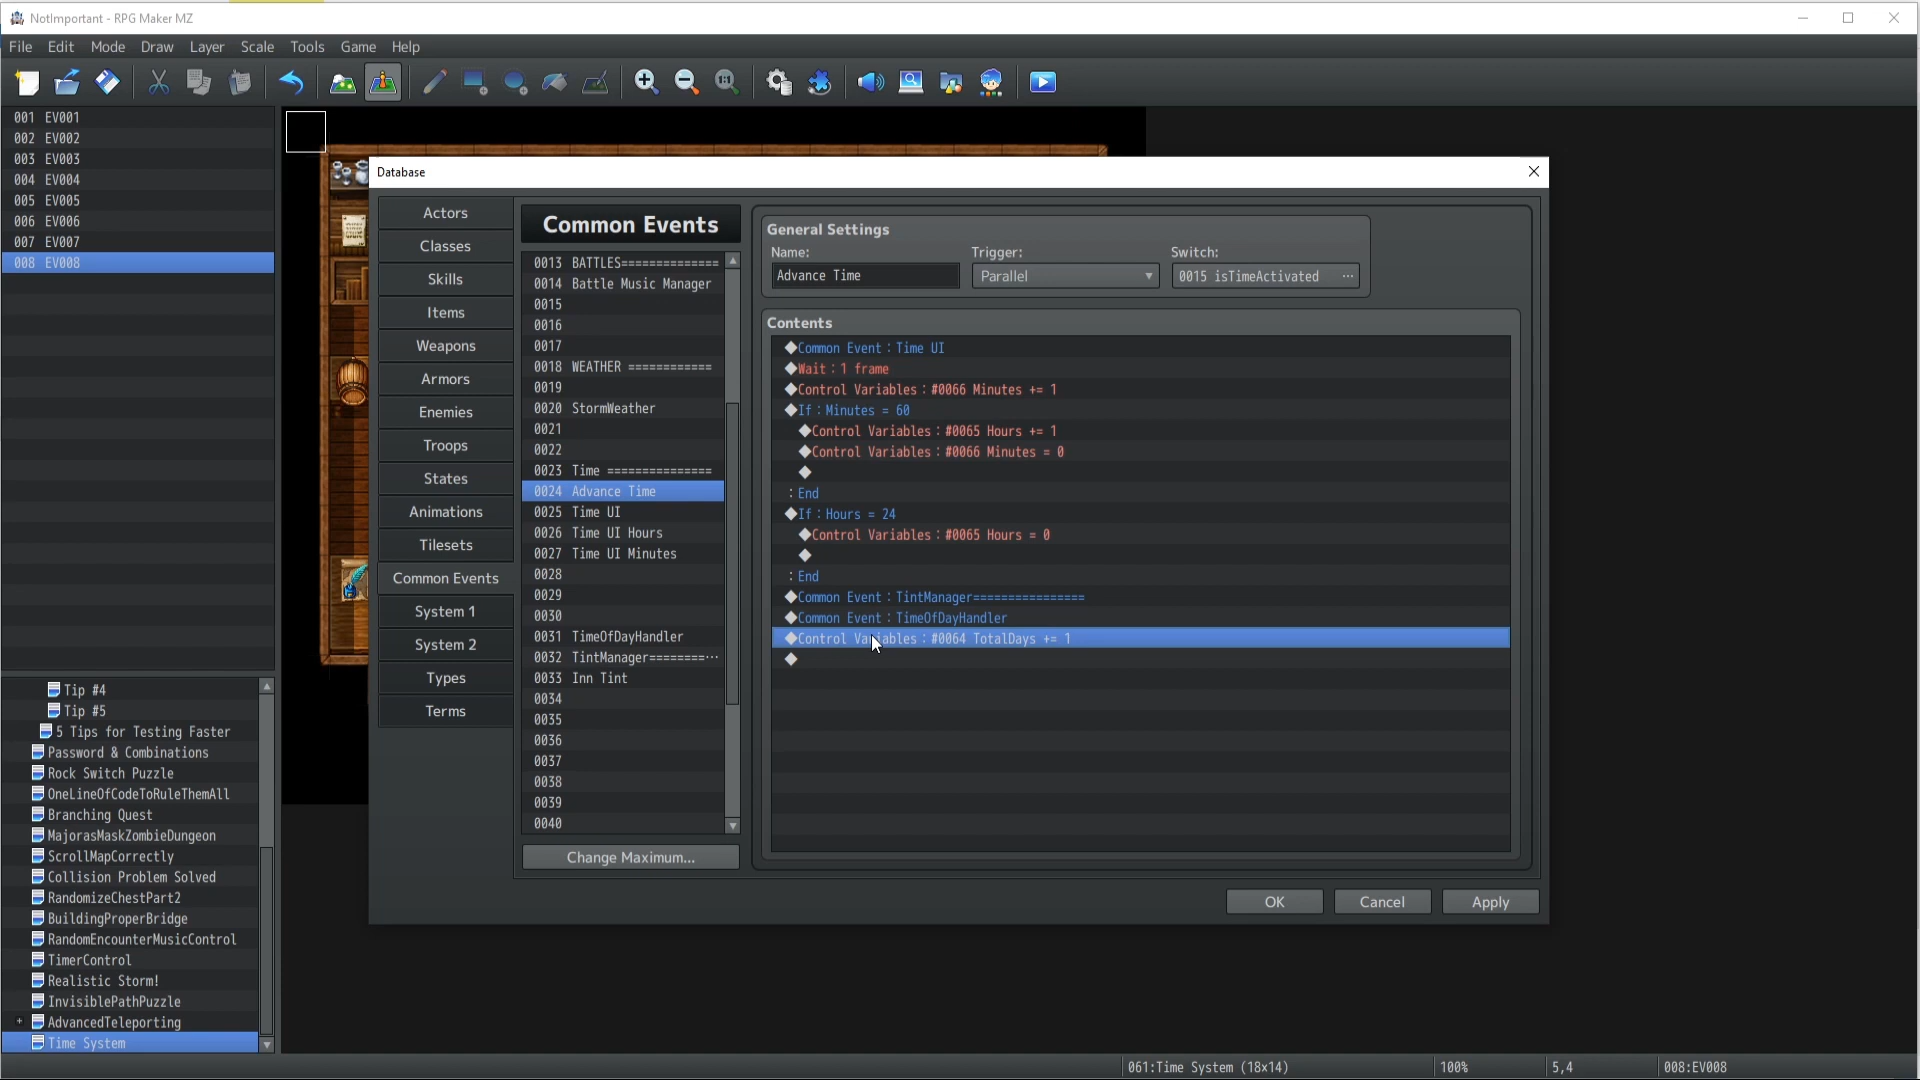 NotImportant - RPG Maker MZ
File Edit Mode Draw Layer Scale Tools Game Help
1:1
001 EV001
002 EV002
003 EV003
004 EV004
005 EV005
006 EV006
007 EV007
008 EV008
Tip #4
Tip #5
5 Tips for Testing Faster
Password & Combinations
Rock Switch Puzzle
OneLineOfCodeToRuleThemAll
Branching Quest
MajorasMaskZombieDungeon
ScrollMapCorrectly
Collision Problem Solved
RandomizeChestPart2
BuildingProperBridge
RandomEncounterMusicControl
TimerControl
Realistic Storm!
InvisiblePathPuzzle
AdvancedTeleporting
Time System
Database
Actors
Classes
Skills
Items
Weapons
Armors
Enemies
Troops
States
Animations
Tilesets
Common Events
System 1
System 2
Types
Terms
Common Events
0013 BATTLES==============
0014 Battle Music Manager
0015
0016
0017
0018 WEATHER ============
0019
0020 StormWeather
0021
0022
0023 Time ===============
0024 Advance Time
0025 Time UI
0026 Time UI Hours
0027 Time UI Minutes
0028
0029
0030
0031 TimeOfDayHandler
0032 TintManager========…
0033 Inn Tint
0034
0035
0036
0037
0038
0039
0040
Change Maximum...
General Settings
Name: Trigger: Switch:
Advance Time Parallel 0015 isTimeActivated ...
Contents
◆Common Event : Time UI
◆Wait : 1 frame
◆Control Variables : #0066 Minutes += 1
◆If : Minutes = 60
◆Control Variables : #0065 Hours += 1
◆Control Variables : #0066 Minutes = 0
◆
: End
◆If : Hours = 24
◆Control Variables : #0065 Hours = 0
◆
: End
◆Common Event : TintManager================
◆Common Event : TimeOfDayHandler
◆Control Variables : #0064 TotalDays += 1
◆
OK Cancel Apply
061:Time System (18x14) 100% 5,4 008:EV008